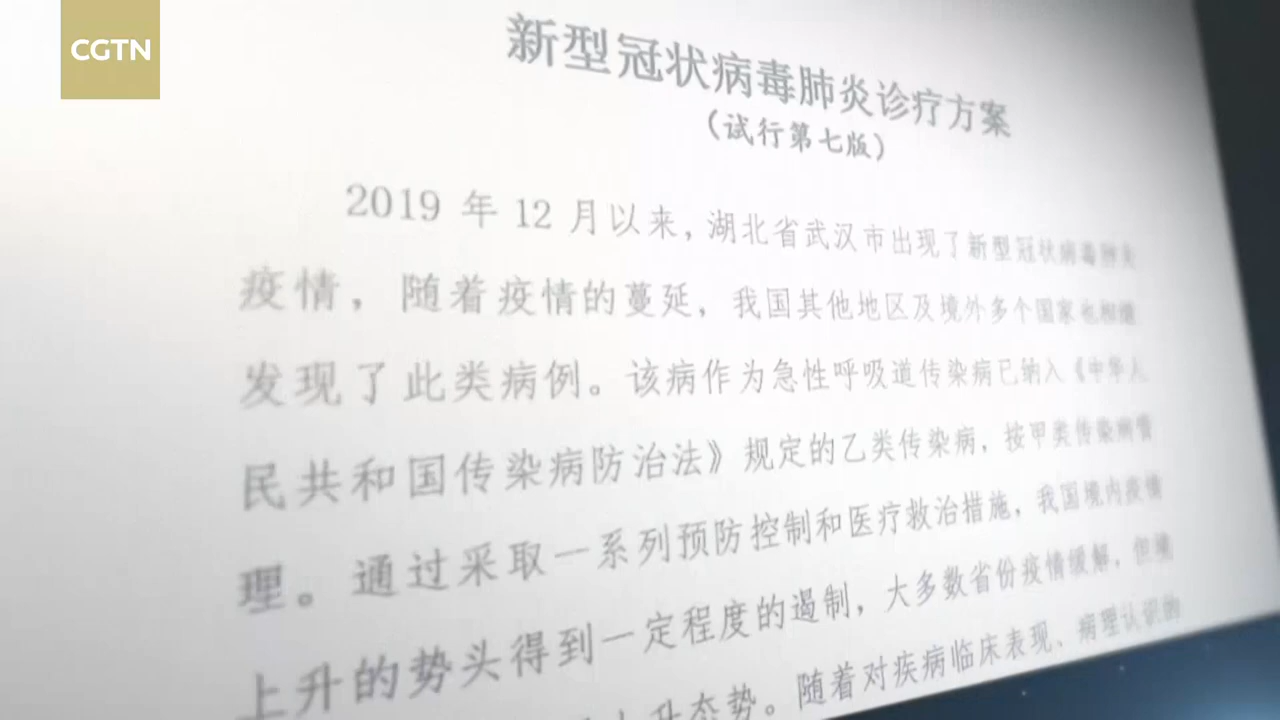 CGTN
新型冠状病毒肺炎诊疗方案
（试行第七版）
2019 年 12 月以来，湖北省武汉市出现了新型冠状病毒肺炎
疫情，随着疫情的蔓延，我国其他地区及境外多个国家也相继
发现了此类病例。该病作为急性呼吸道传染病已纳入《中华人
民共和国传染病防治法》规定的乙类传染病，按甲类传染病管
理。通过采取一系列预防控制和医疗救治措施，我国境内疫情
上升的势头得到一定程度的遏制，大多数省份疫情缓解，但境
上升态势。随着对疾病临床表现、病理认识的